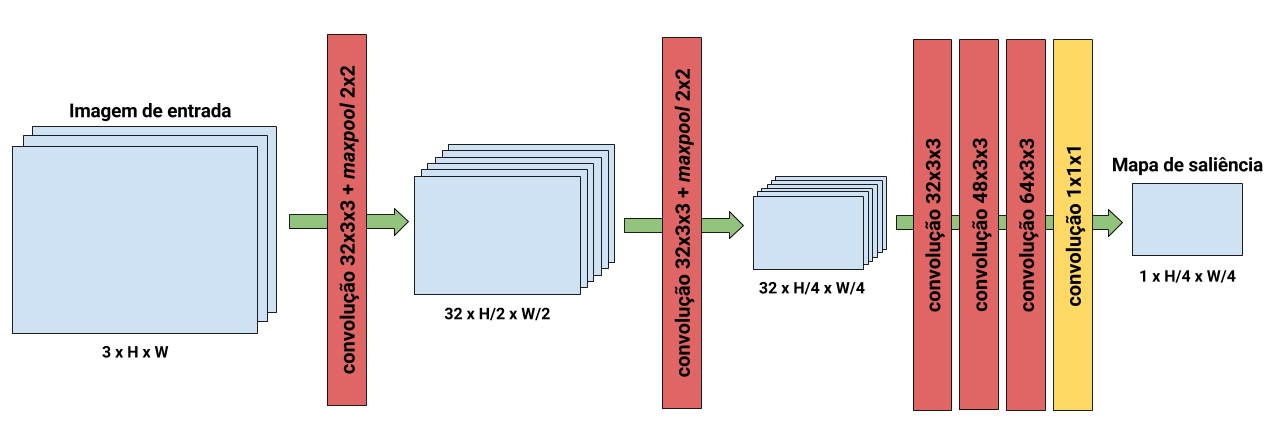 Imagem de entrada
3 x H x W
convolução 32x3x3 + maxpool 2x2
32 x H/2 x W/2
convolução 32x3x3 + maxpool 2x2
32 x H/4 x W/4
convolução 32x3x3
convolução 48x3x3
convolução 64x3x3
convolução 1x1x1
Mapa de saliência
1 x H/4 x W/4